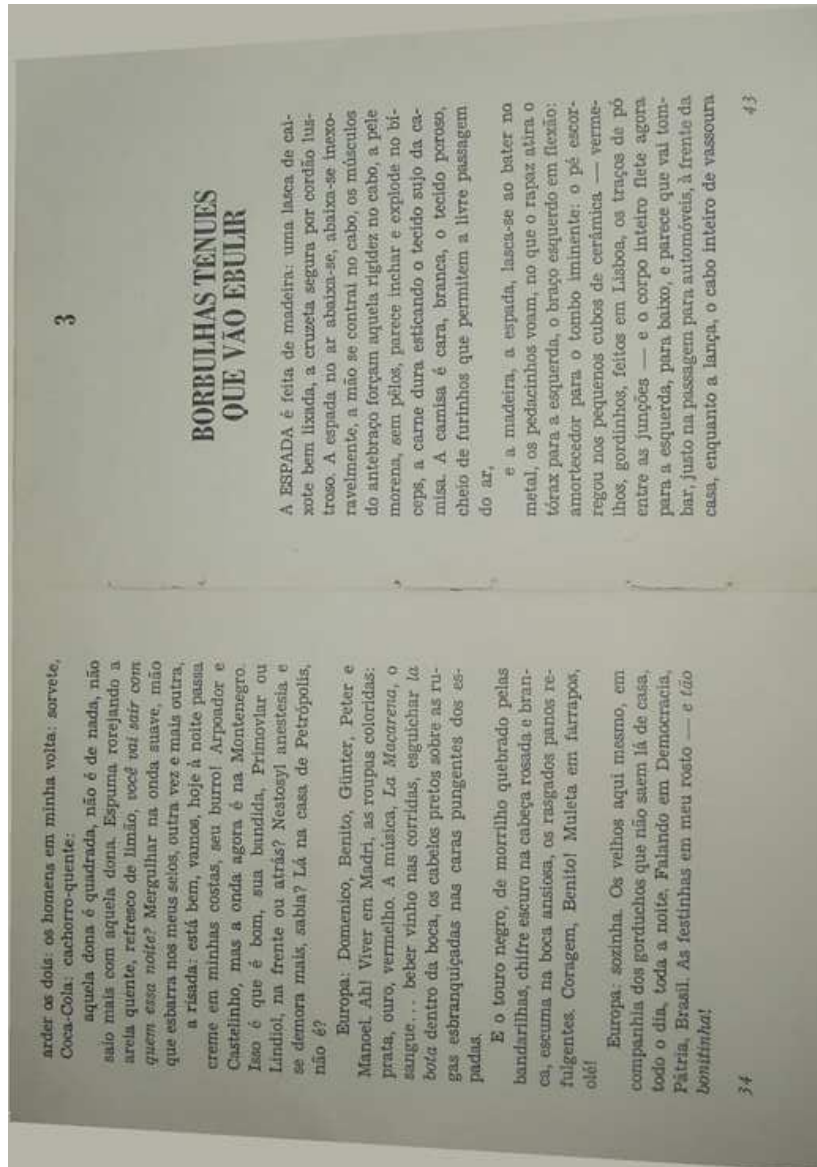 arder os dois: os homens em minha volta: sorvete,
Coca-Cola: cachorro-quente:
aquela dona é quadrada, não é de nada, não
saio mais com aquela dona. Espuma rorejando a
areia quente, refresco de limão, você vai sair com
quem essa noite? Mergulhar na onda suave, mão
que esbarra nos meus seios, outra vez e mais outra,
a risada: está bem, vamos, hoje à noite passa
creme em minhas costas, seu burro! Arpoador e
Castelinho, mas a onda agora é na Montenegro.
Isso é que é bom, sua bandida, Primovlar ou
Lindiol, na frente ou atrás? Nestosyl anestesia e
se demora mais, sabia? Lá na casa de Petrópolis,
não é?
Europa: Domenico, Benito, Günter, Peter e
Manoel. Ah! Viver em Madri, as roupas coloridas:
prata, ouro, vermelho. A música, La Macarena, o
sangue... beber vinho nas corridas, esguichar la
bota dentro da boca, os cabelos pretos sôbre as ru-
gas esbranquiçadas nas caras pungentes dos es-
padas.
E o touro negro, de morrilho quebrado pelas
bandarilhas, chifre escuro na cabeça rosada e bran-
ca, escuma na boca ansiosa, os rasgados panos re-
fulgentes. Coragem, Benito! Muleta em farrapos,
olé!
Europa: sozinha. Os velhos aqui mesmo, em
companhia dos gorduchos que não saem lá de casa,
todo o dia, toda a noite. Falando em Democracia,
Pátria, Brasil. As festinhas em meu rosto — e tão
bonitinha!
34
3
BORBULHAS TÊNUES
QUE VÃO EBULIR
A ESPADA é feita de madeira: uma lasca de cai-
xote bem lixada, a cruzeta segura por cordão lus-
troso. A espada no ar abaixa-se, abaixa-se inexo-
ravelmente, a mão se contrai no cabo, os músculos
do antebraço forçam aquela rigidez no cabo, a pele
morena, sem pêlos, parece inchar e explode no bí-
ceps, a carne dura esticando o tecido sujo da ca-
misa. A camisa é cara, branca, o tecido poroso,
cheio de furinhos que permitem a livre passagem
do ar,
e a madeira, a espada, lasca-se ao bater no
metal, os pedacinhos voam, no que o rapaz atira o
tórax para a esquerda, o braço esquerdo em flexão:
amortecedor para o tombo iminente: o pé escor-
regou nos pequenos cubos de cerâmica — verme-
lhos, gordinhos, feitos em Lisboa, os traços de pó
entre as junções — e o corpo inteiro flete agora
para a esquerda, para baixo, e parece que vai tom-
bar, justo na passagem para automóveis, à frente da
casa, enquanto a lança, o cabo inteiro de vassoura
43